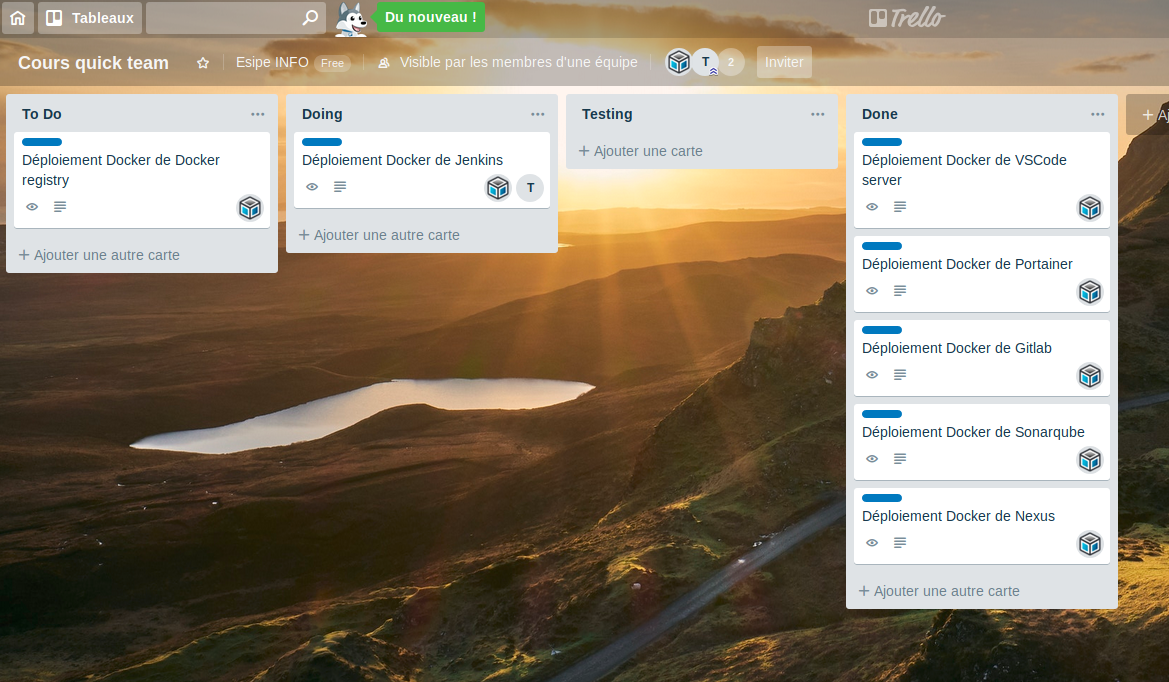 Tableaux
Du nouveau !
Trello
Cours quick team
Esipe INFO Free
Visible par les membres d'une équipe
T
2
Inviter
To Do
Déploiement Docker de Docker
registry
+ Ajouter une autre carte
Doing
Déploiement Docker de Jenkins
T
+ Ajouter une autre carte
Testing
+ Ajouter une carte
Done
Déploiement Docker de VSCode
server
Déploiement Docker de Portainer
Déploiement Docker de Gitlab
Déploiement Docker de Sonarqube
Déploiement Docker de Nexus
+ Ajouter une autre carte
+ Aj